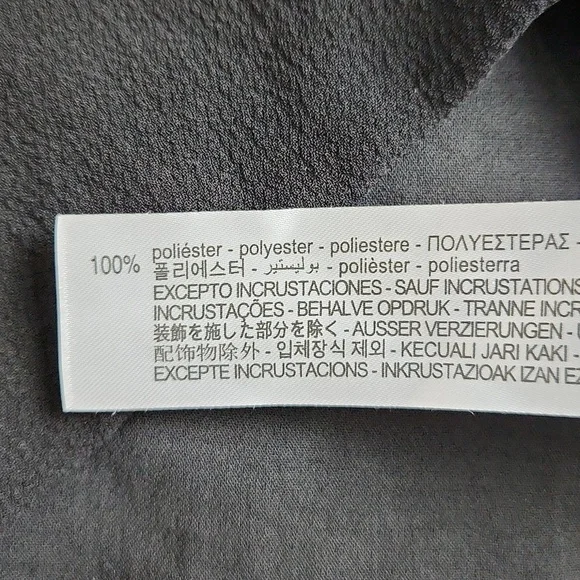 100% poliéster - polyester - poliestere - ΠΟΛΥΕΣΤΕΡΑΣ -
폴리에스터 - بوليستير - polièster - poliesterra
EXCEPTO INCRUSTACIONES - SAUF INCRUSTATIONS
INCRUSTAÇÕES - BEHALVE OPDRUK - TRANNE INCR
装飾を施した部分を除く - AUSSER VERZIERUNGEN -
配饰物除外 - 입체장식 제외 - KECUALI JARI KAKI -
EXCEPTE INCRUSTACIONS - INKRUSTAZIOAK IZAN EZ